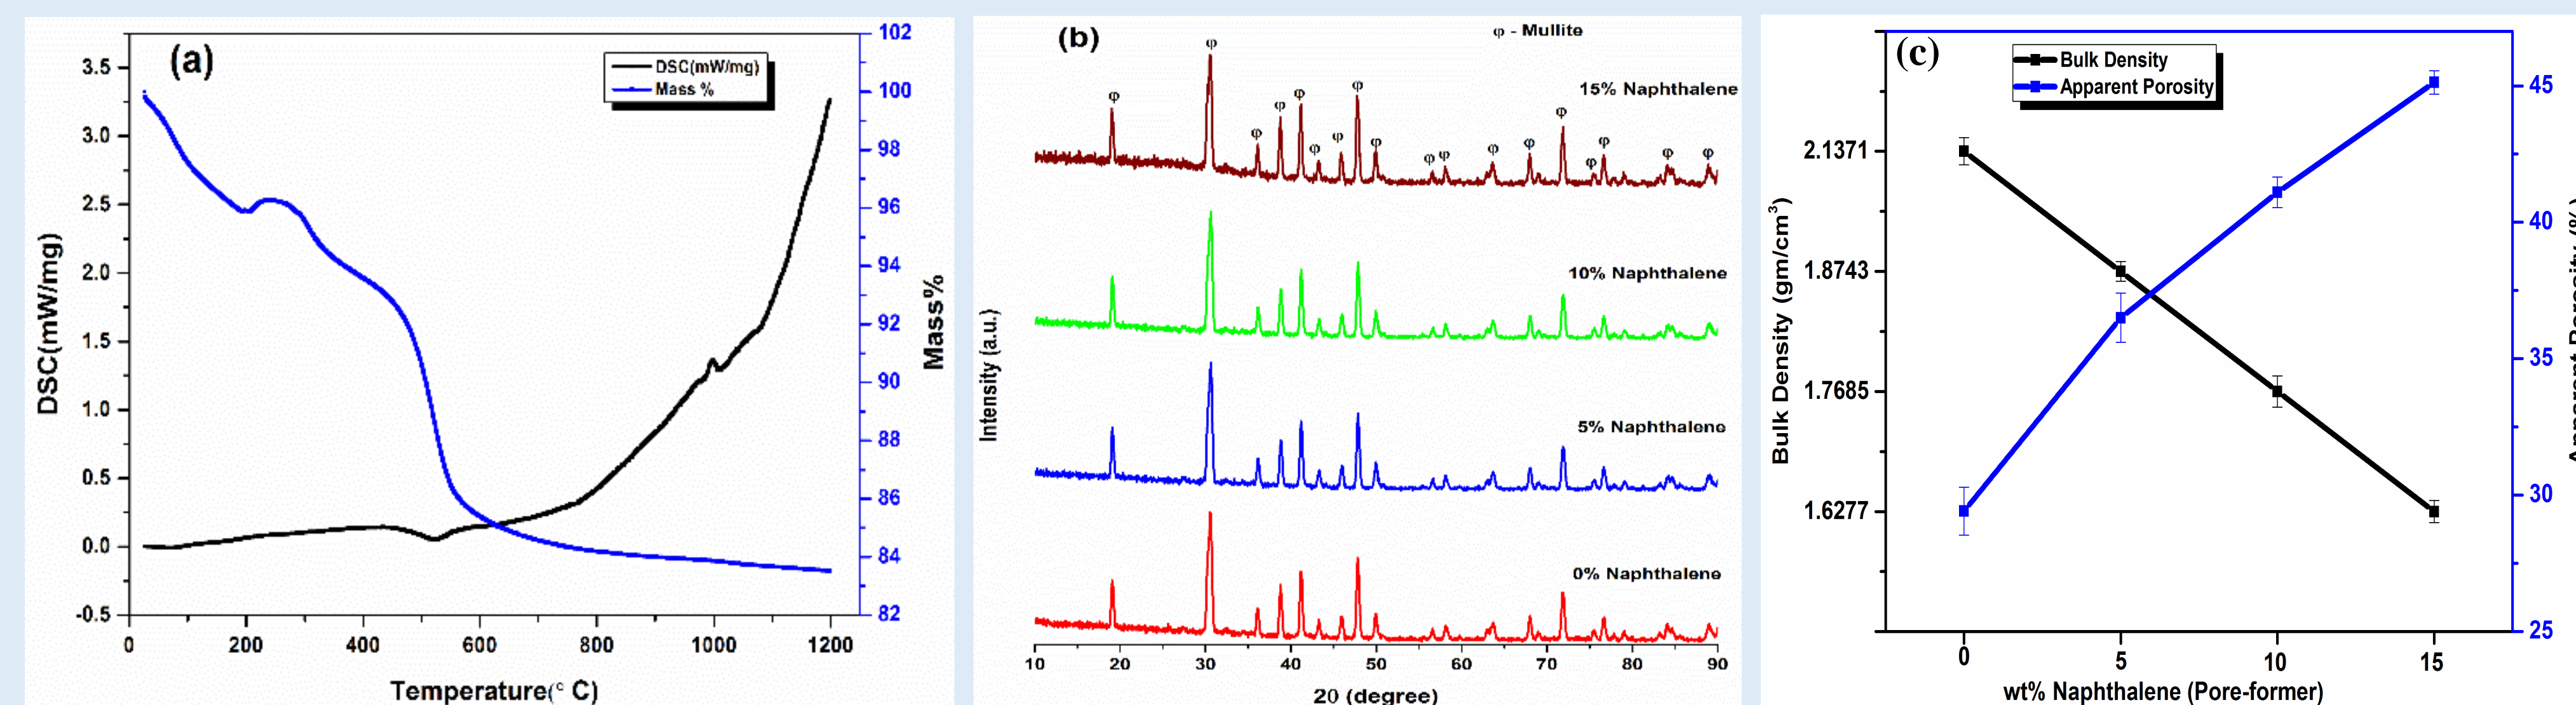 (a)
DSC(mW/mg)
Mass %
3.5
3.0
2.5
2.0
1.5
1.0
0.5
0.0
-0.5
DSC(mW/mg)
102
100
98
96
94
92
90
88
86
84
82
Mass%
0 200 400 600 800 1000 1200
Temperature(° C)
(b)
φ - Mullite
φ φ φ φ φ φ φ φ φ φ φ φ φ φ φ φ φ φ
15% Naphthalene
10% Naphthalene
5% Naphthalene
0% Naphthalene
Intensity (a.u.)
10 20 30 40 50 60 70 80 90
2θ (degree)
(c)
Bulk Density
Apparent Porosity
2.1371
1.8743
1.7685
1.6277
Bulk Density (gm/cm³)
45
40
35
30
25
Apparent Porosity (%)
0 5 10 15
wt% Naphthalene (Pore-former)